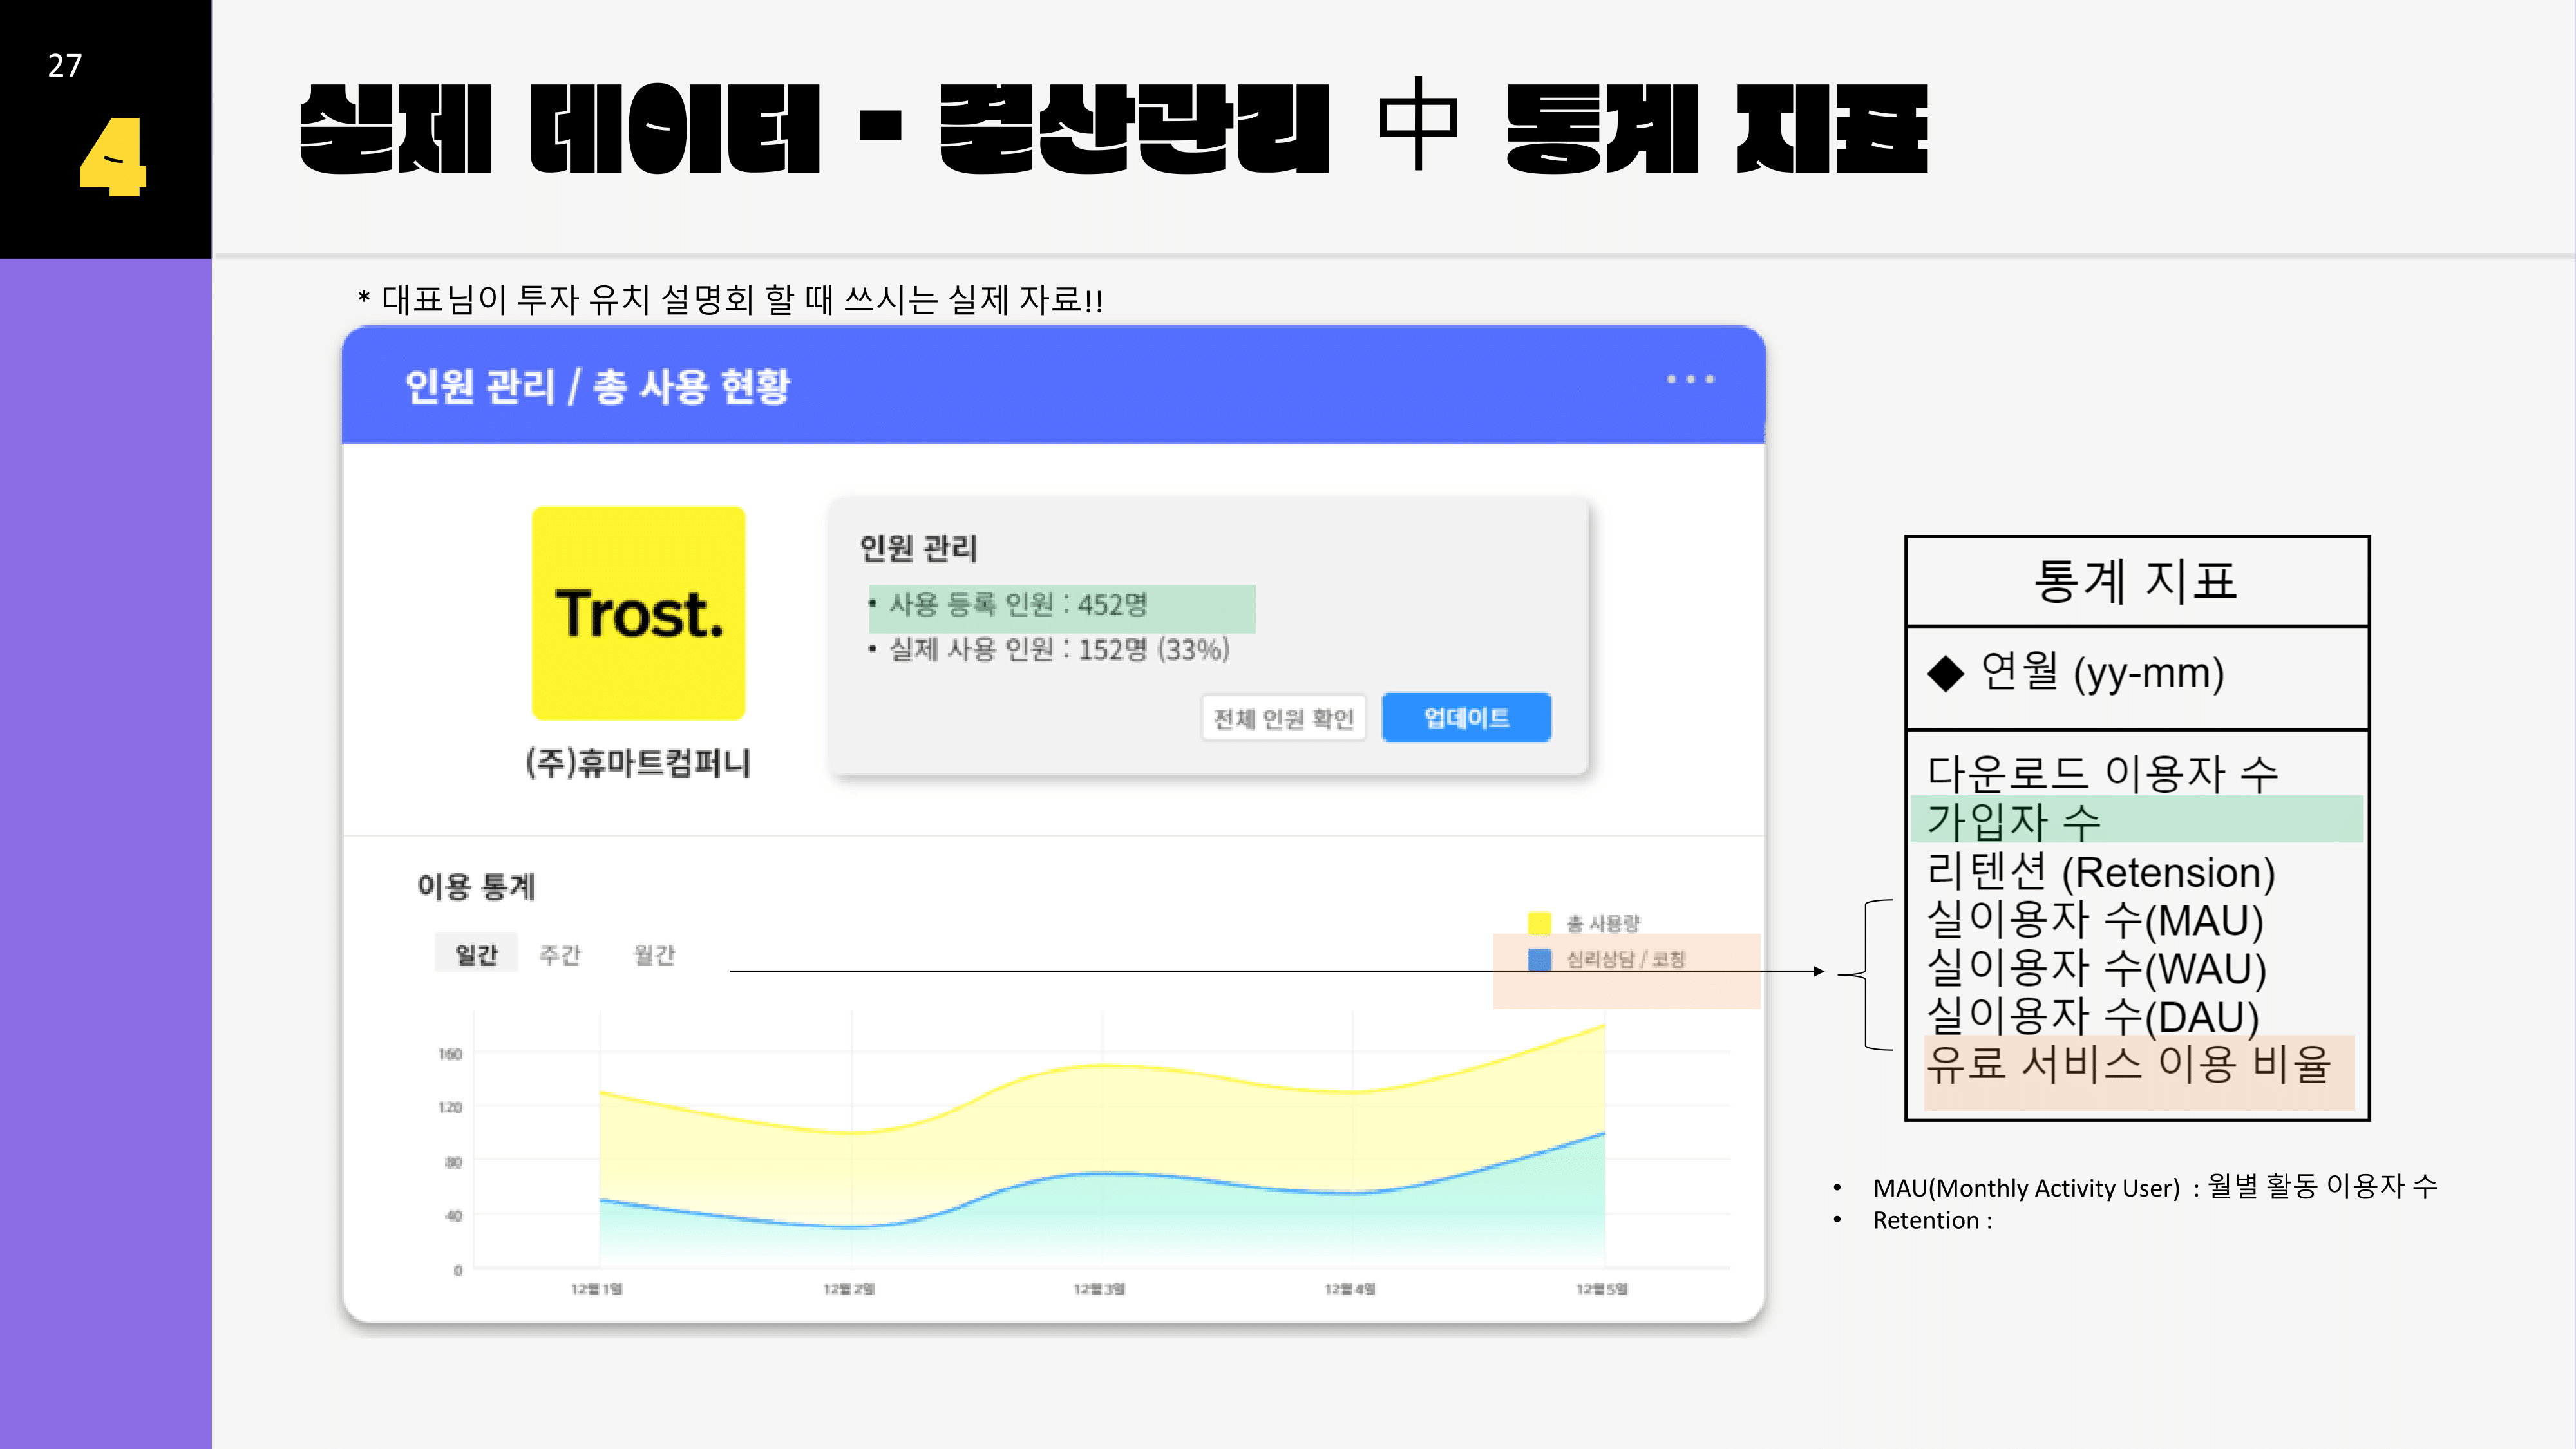 27
4
실제 데이터 - 결산관리 中 통계 지표
* 대표님이 투자 유치 설명회 할 때 쓰시는 실제 자료!!
인원 관리 / 총 사용 현황
Trost.
(주)휴마트컴퍼니
인원 관리
• 사용 등록 인원 : 452명
• 실제 사용 인원 : 152명 (33%)
전체 인원 확인
업데이트
이용 통계
일간 주간 월간
총 사용량
심리상담 / 코칭
160
120
80
40
0
12월 1일 12월 2일 12월 3일 12월 4일 12월 5일
통계 지표
◆ 연월 (yy-mm)
다운로드 이용자 수
가입자 수
리텐션 (Retension)
실이용자 수(MAU)
실이용자 수(WAU)
실이용자 수(DAU)
유료 서비스 이용 비율
• MAU(Monthly Activity User) : 월별 활동 이용자 수
• Retention :